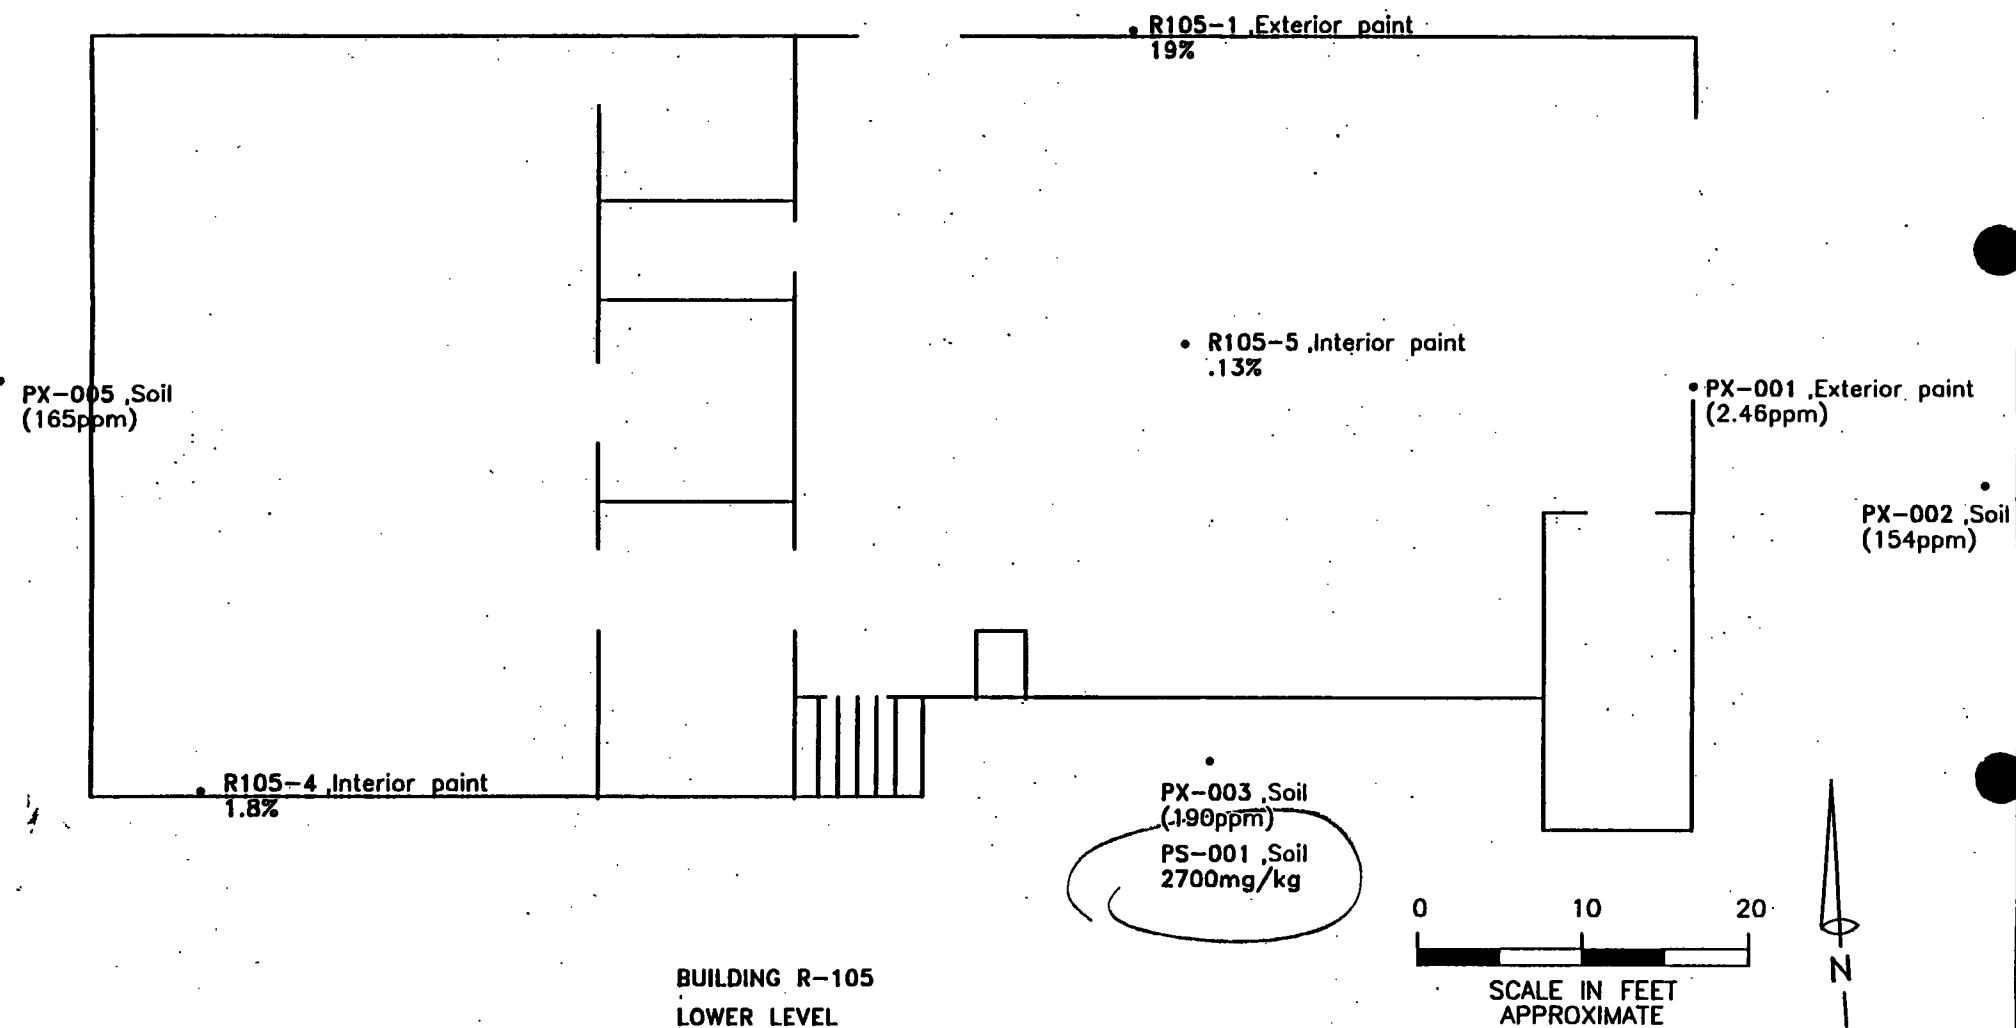 R105-1 ,Exterior paint
19%
R105-5 ,Interior paint
.13%
PX-005 ,Soil
(165ppm)
PX-001 ,Exterior paint
(2.46ppm)
PX-002 ,Soil
(154ppm)
R105-4 ,Interior paint
1.8%
PX-003 ,Soil
(190ppm)
PS-001 ,Soil
2700mg/kg
0 10 20
SCALE IN FEET
APPROXIMATE
N
BUILDING R-105
LOWER LEVEL